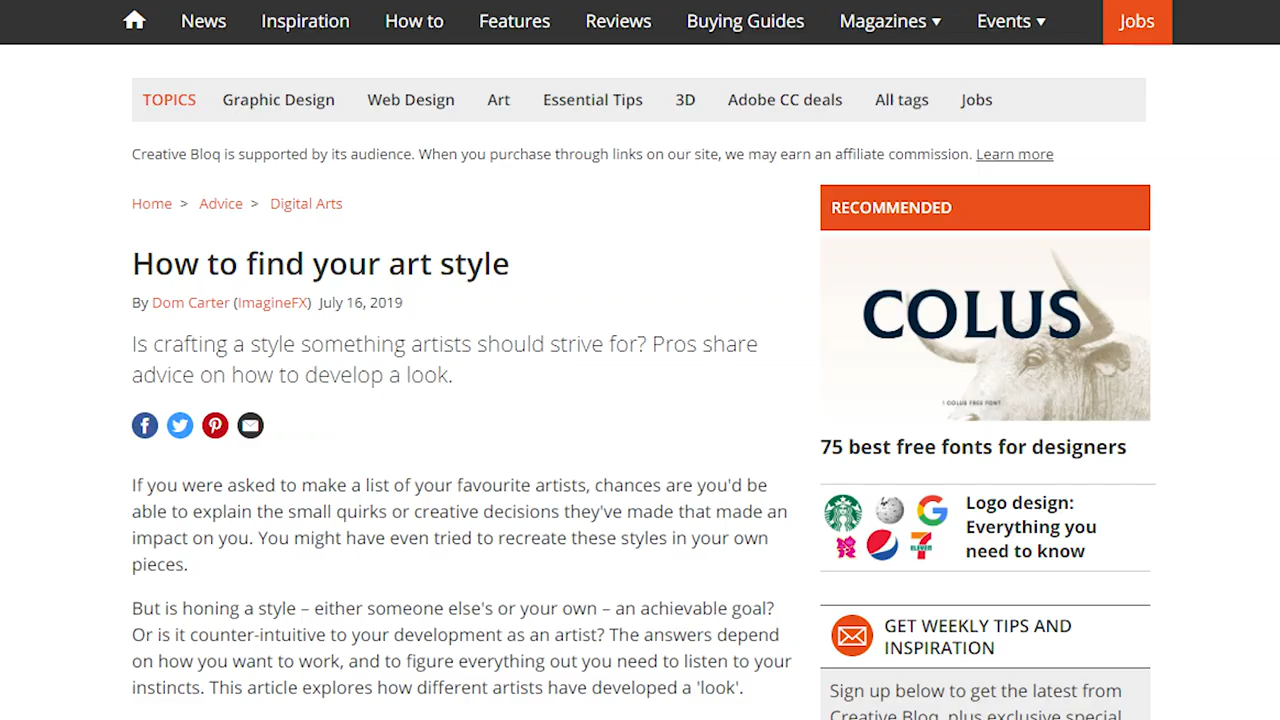 News Inspiration How to Features Reviews Buying Guides Magazines ▼ Events ▼ Jobs
TOPICS Graphic Design Web Design Art Essential Tips 3D Adobe CC deals All tags Jobs
Creative Bloq is supported by its audience. When you purchase through links on our site, we may earn an affiliate commission. Learn more
Home > Advice > Digital Arts
How to find your art style
By Dom Carter (ImagineFX) July 16, 2019
Is crafting a style something artists should strive for? Pros share
advice on how to develop a look.
If you were asked to make a list of your favourite artists, chances are you'd be
able to explain the small quirks or creative decisions they've made that made an
impact on you. You might have even tried to recreate these styles in your own
pieces.
But is honing a style – either someone else's or your own – an achievable goal?
Or is it counter-intuitive to your development as an artist? The answers depend
on how you want to work, and to figure everything out you need to listen to your
instincts. This article explores how different artists have developed a 'look'.
RECOMMENDED
COLUS
COLUS FREE FONT
75 best free fonts for designers
Logo design:
Everything you
need to know
7 ELEVEN
GET WEEKLY TIPS AND
INSPIRATION
Sign up below to get the latest from
Creative Bloq, plus exclusive special